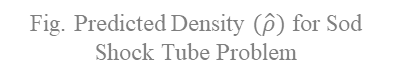 Fig. Predicted Density (ρ̂) for Sod
Shock Tube Problem